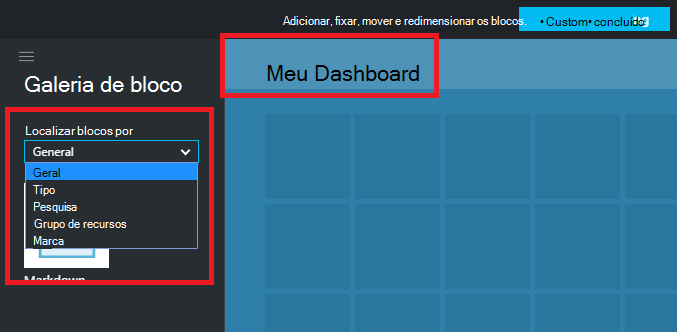 Adicionar, fixar, mover e redimensionar os blocos.
• Custom• concluído
Galeria de bloco
Meu Dashboard
Localizar blocos por
General
Geral
Tipo
Pesquisa
Grupo de recursos
Marca
Markdown